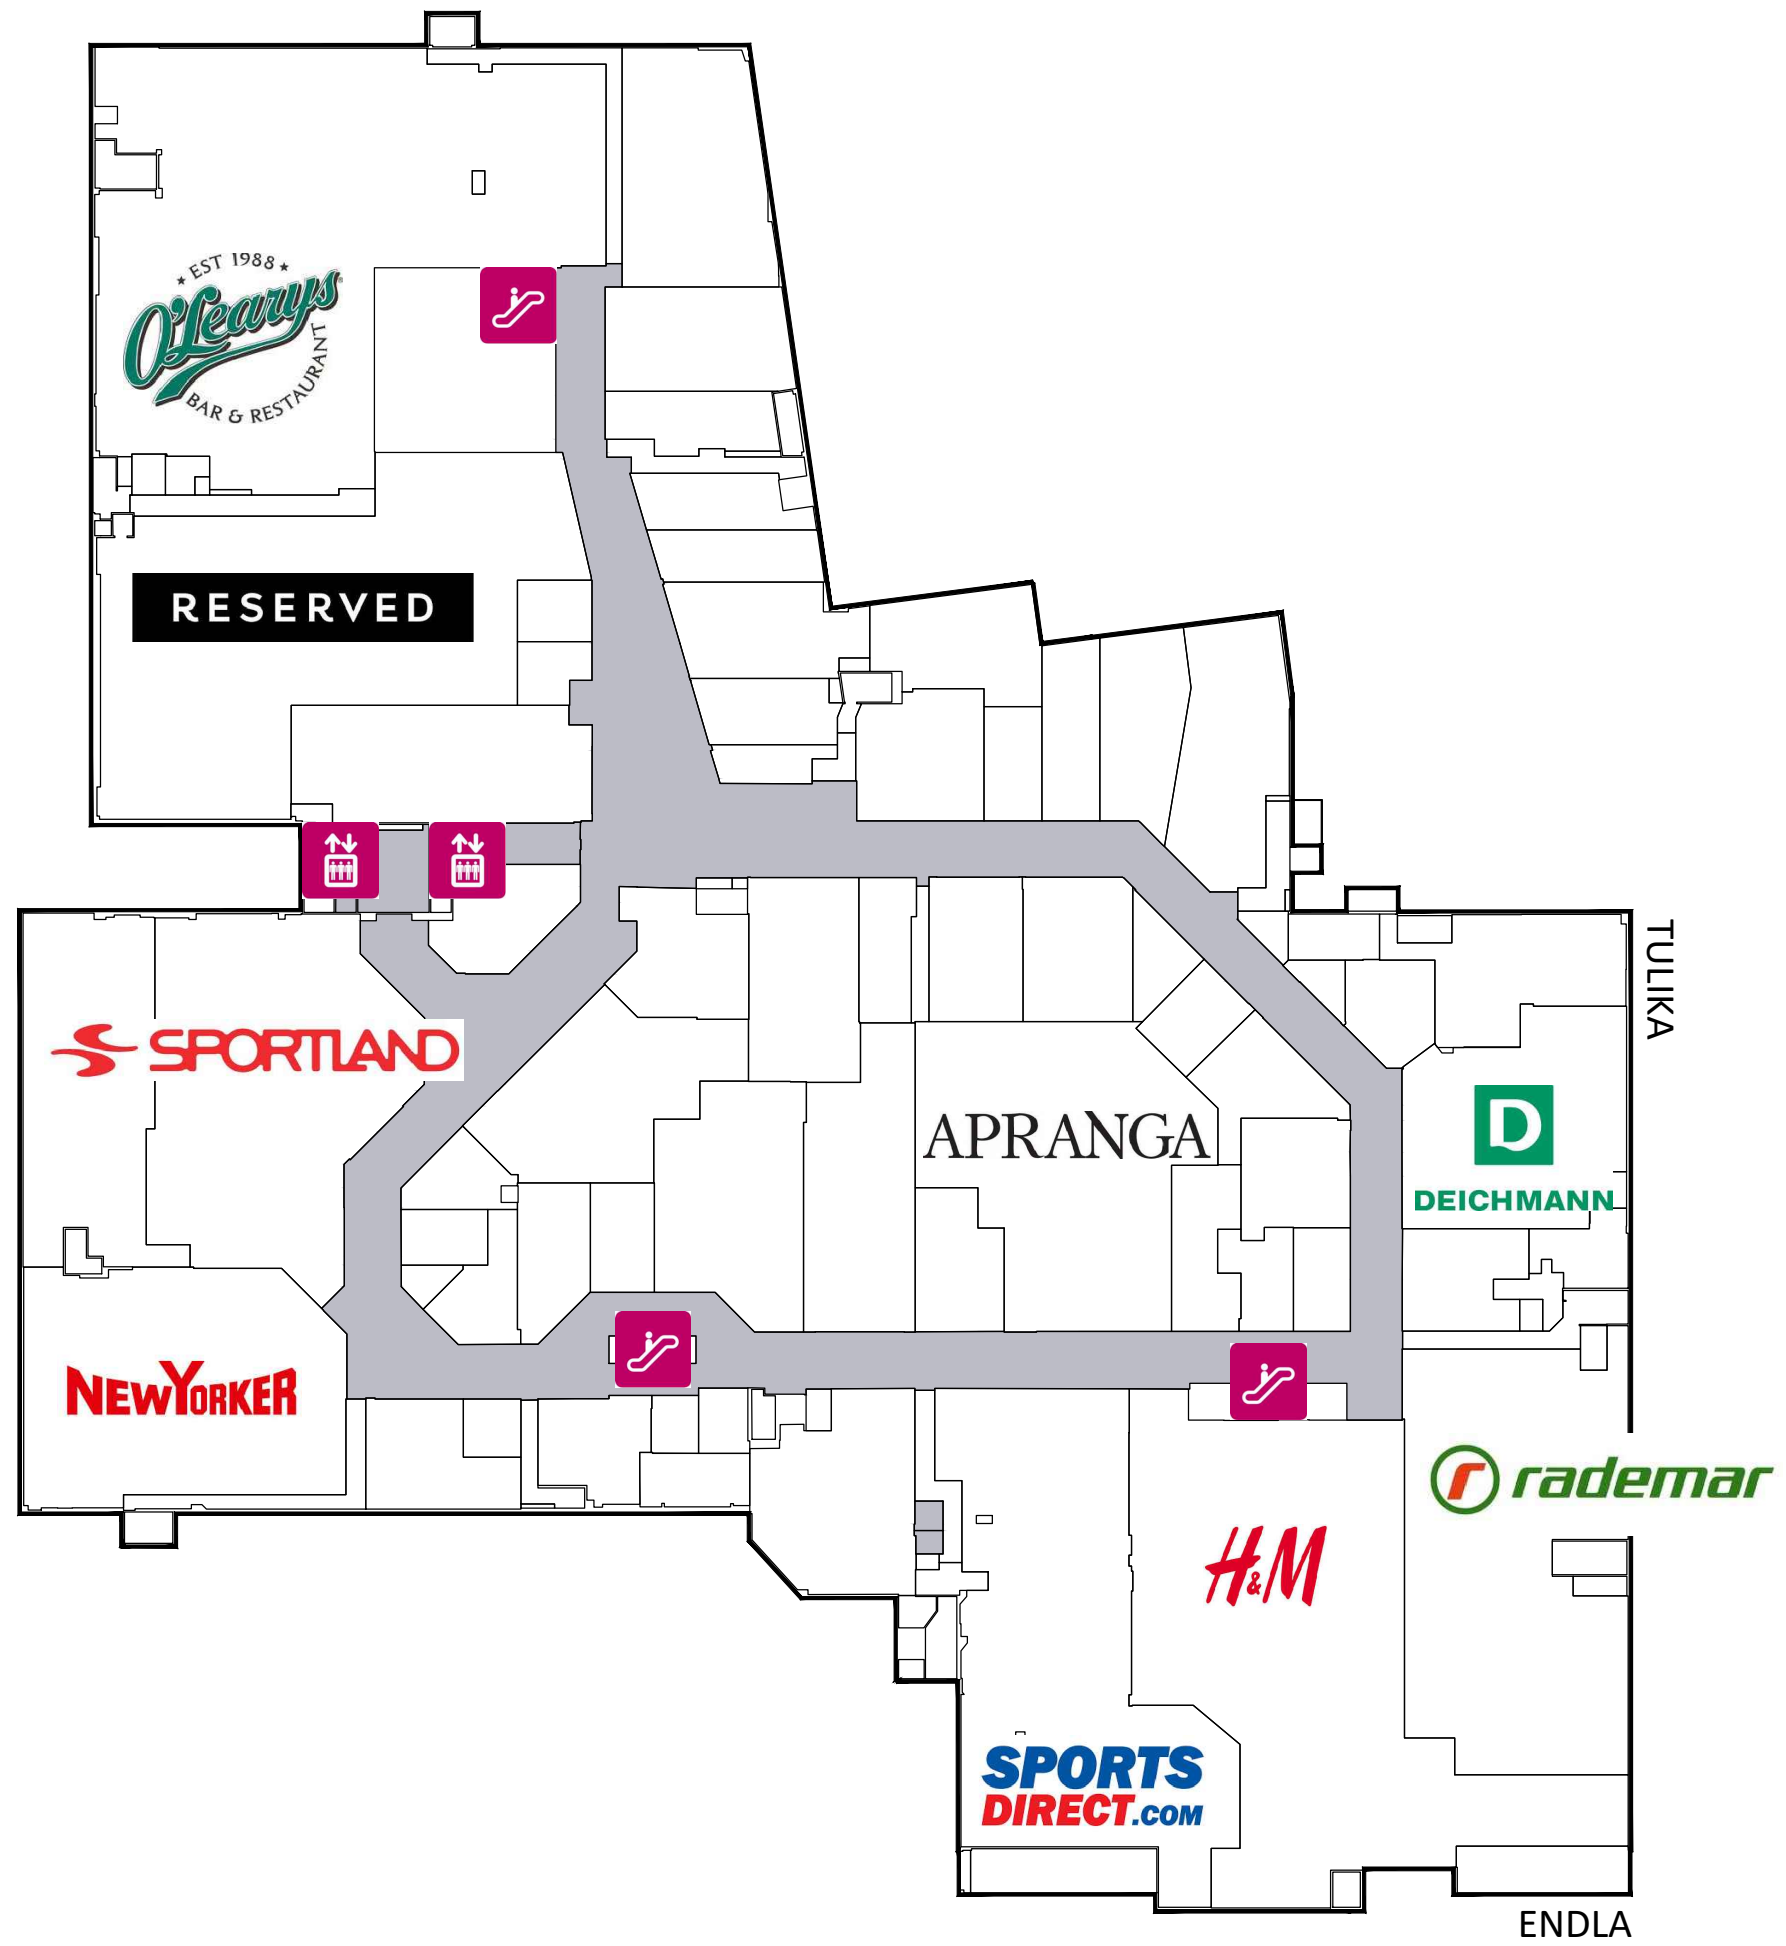 EST 1988
O'Learys
BAR & RESTAURANT
RESERVED
TULIKA
SPORTLAND
APRANGA
D
DEICHMANN
NEWYORKER
r rademar
H&M
SPORTS
DIRECT.COM
ENDLA